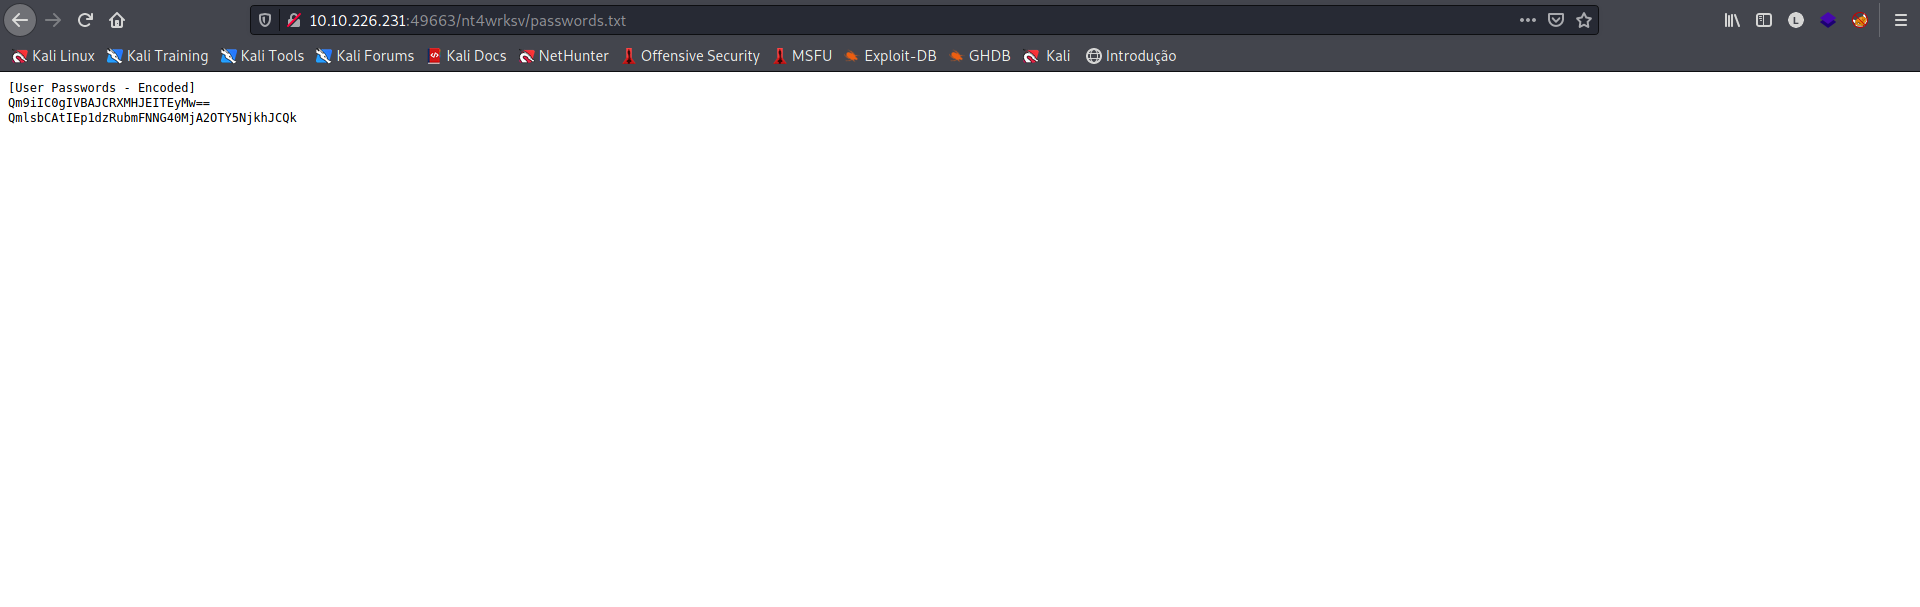 10.10.226.231:49663/nt4wrksv/passwords.txt
Kali Linux Kali Training Kali Tools Kali Forums Kali Docs NetHunter Offensive Security MSFU Exploit-DB GHDB Kali Introdução
[User Passwords - Encoded]
Qm9iIC0gIVBAJCRXMHJEITEyMw==
QmlsbCAtIEp1dzRubmFNNG40MjA2OTY5NjkhJCQk